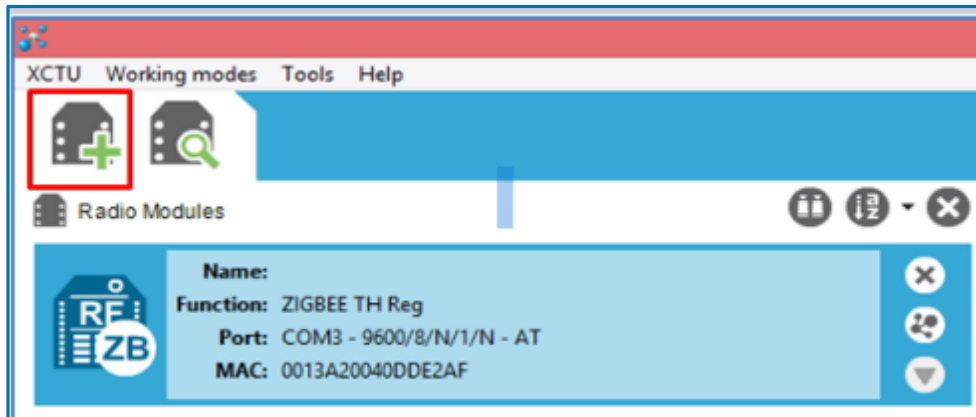 XCTU Working modes Tools Help
Radio Modules
Name:
Function: ZIGBEE TH Reg
Port: COM3 - 9600/8/N/1/N - AT
MAC: 0013A20040DDE2AF
RF
ZB